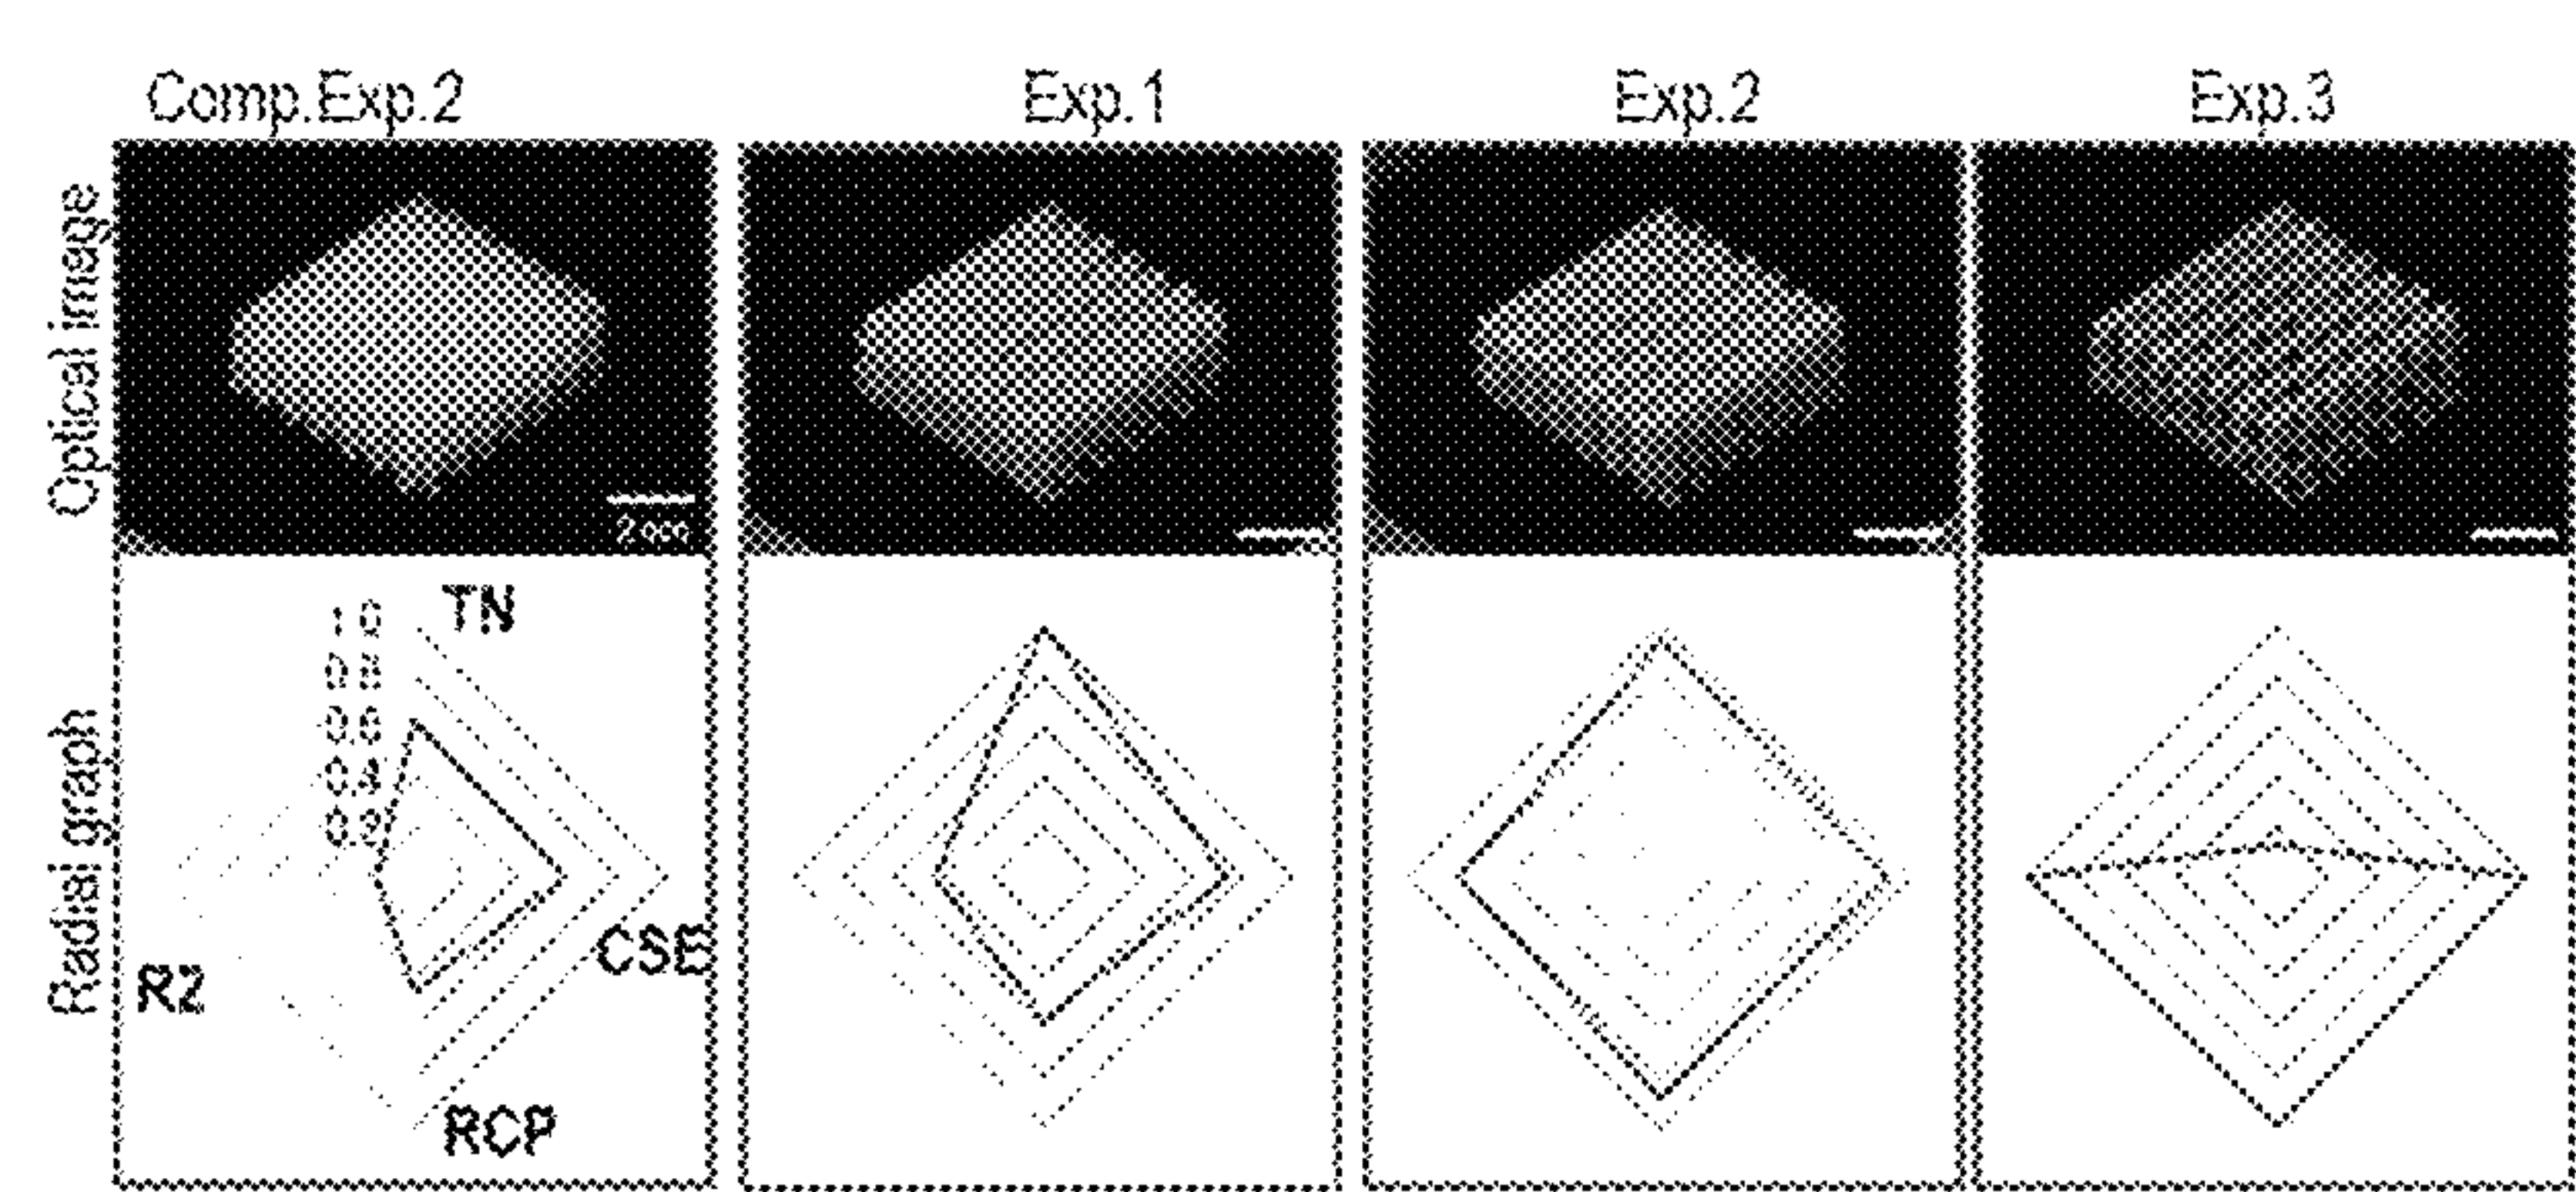 Comp.Exp.2
Exp.1
Exp.2
Exp.3
Optical image
Radial graph
TN
1.0
0.8
0.6
0.4
0.2
CSE
R2
RCP